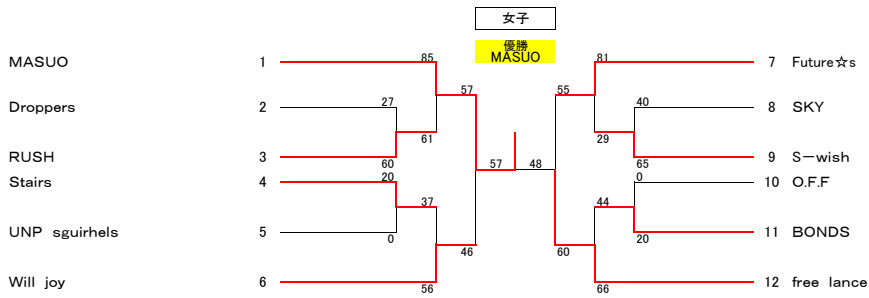 女子
優勝
MASUO
MASUO 1 85 81 7 Future☆s
57 55
Droppers 2 27 40 8 SKY
61 29
RUSH 3 60 57 48 65 9 S-wish
Stairs 4 20 0 10 O.F.F
37 44
UNP sguirhels 5 0 20 11 BONDS
46 60
Will joy 6 56 66 12 free lance